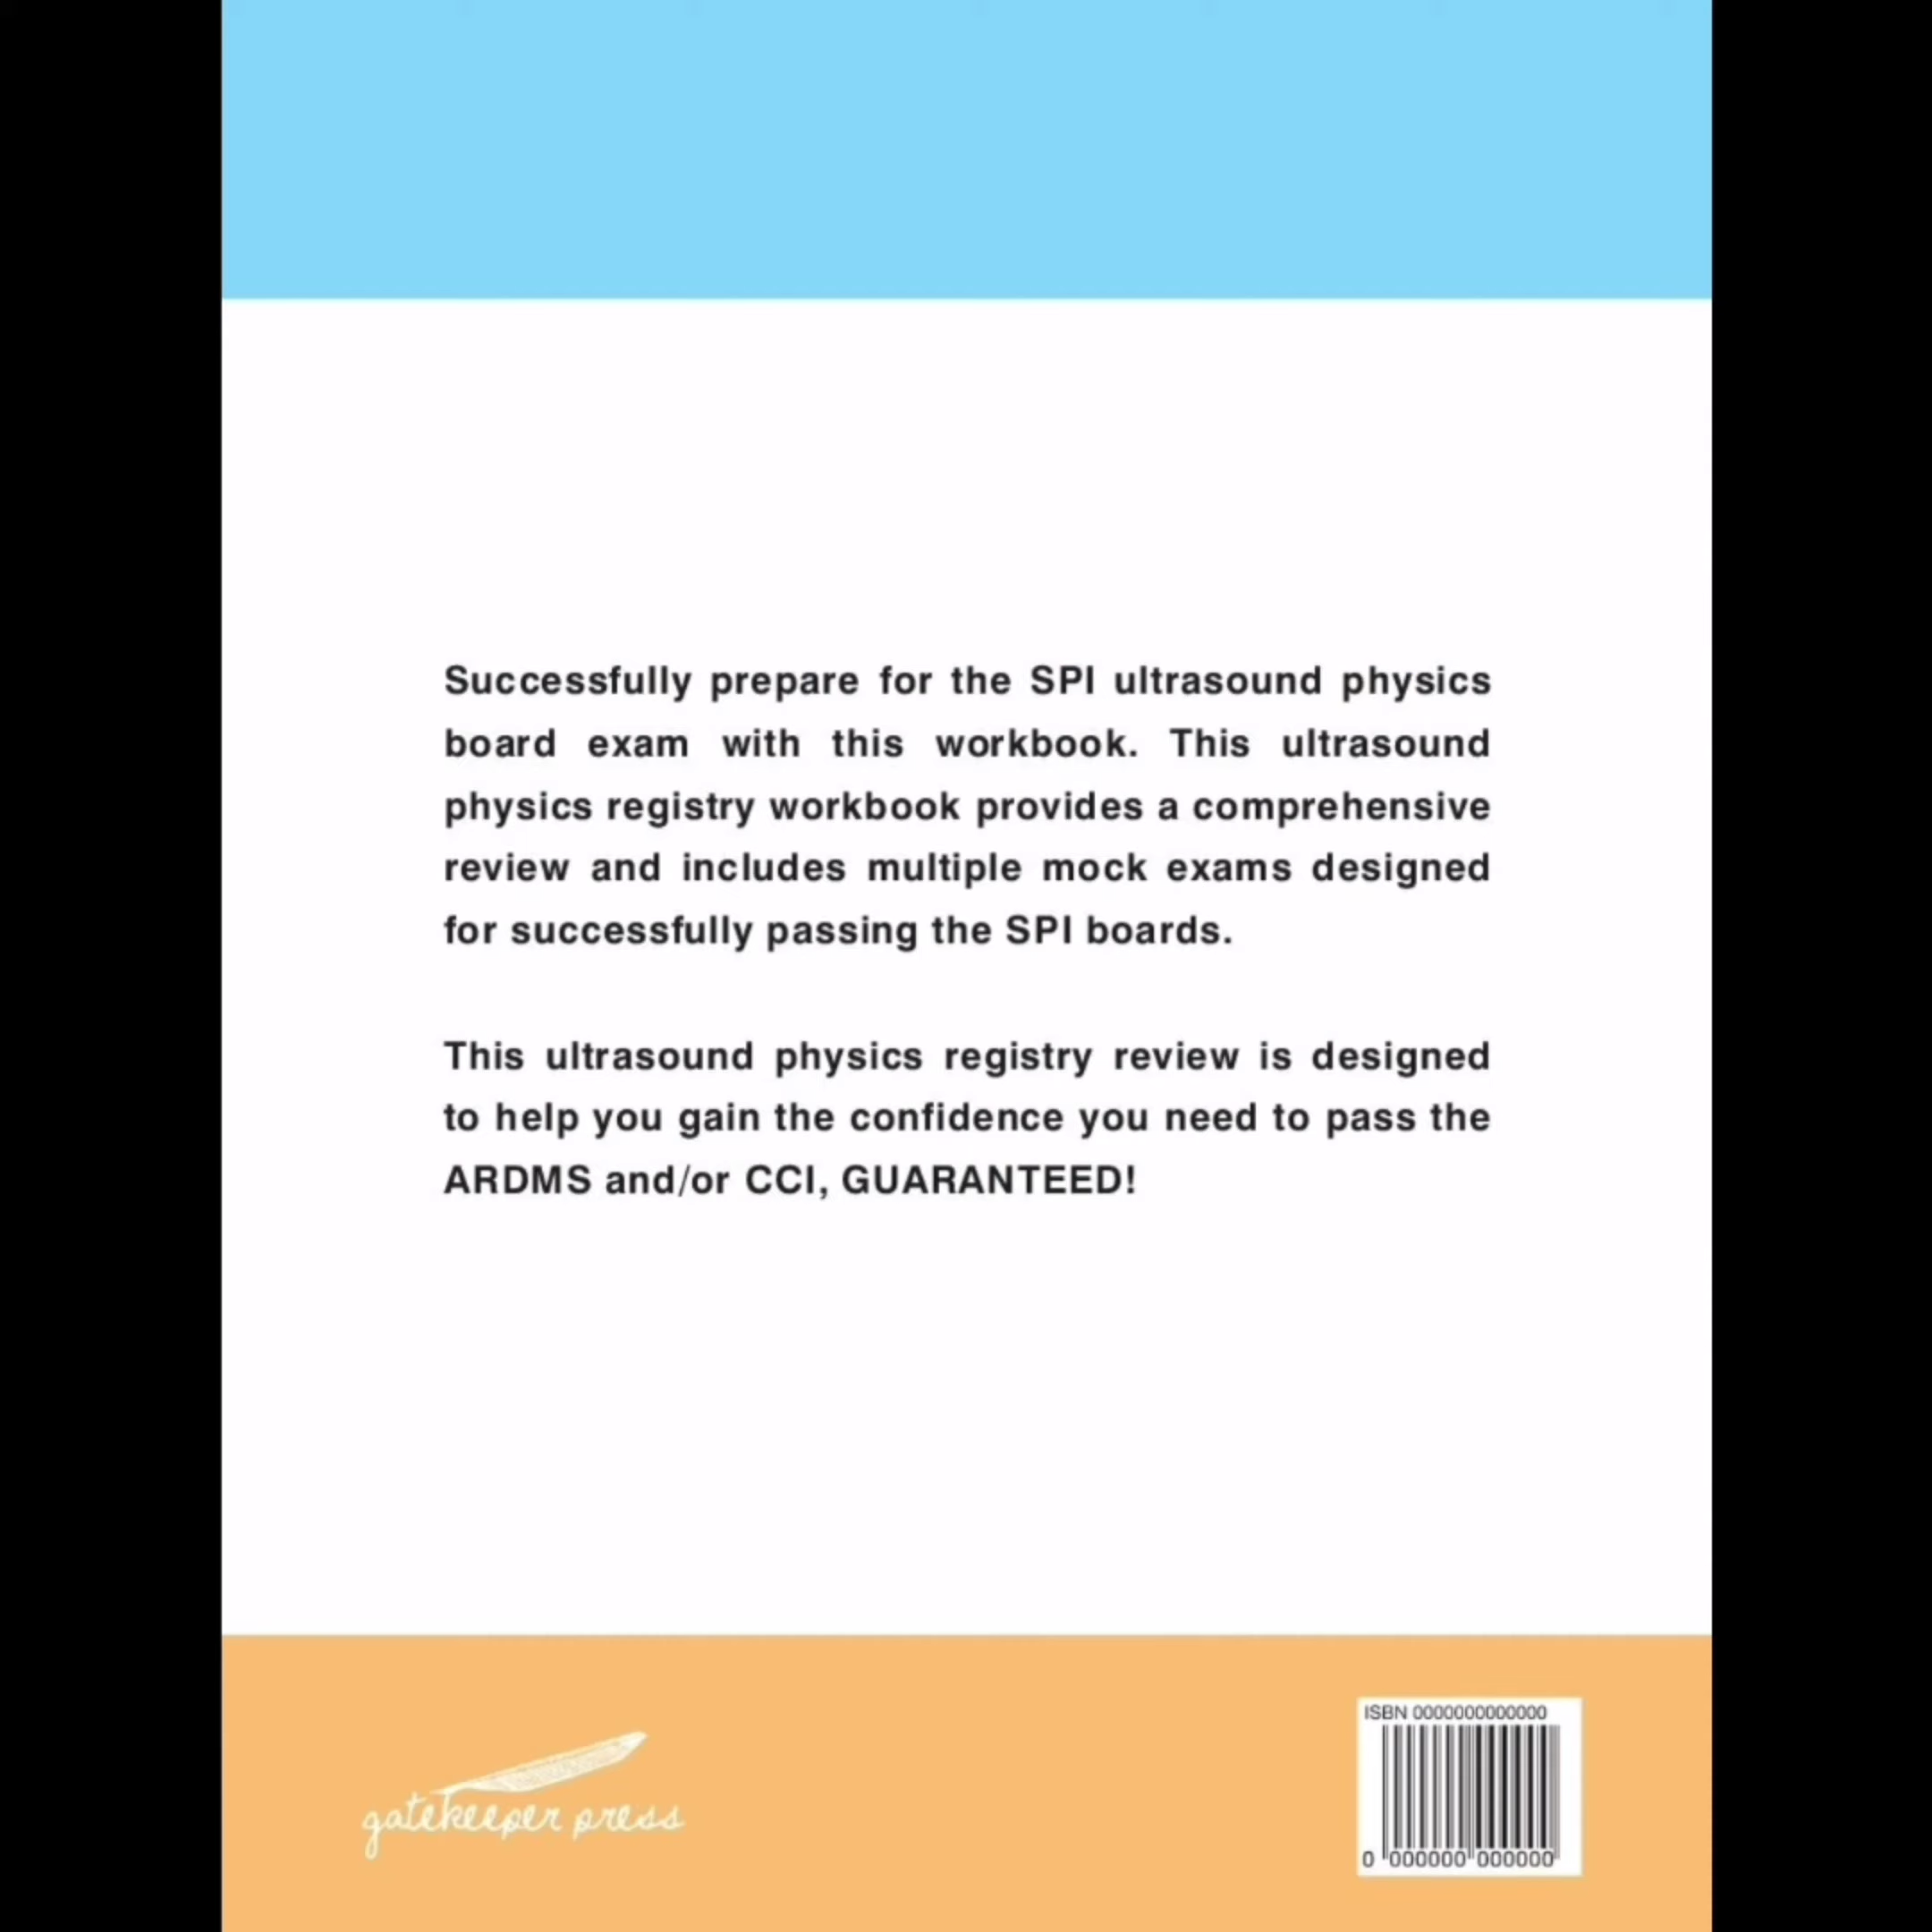 Successfully prepare for the SPI ultrasound physics
board exam with this workbook. This ultrasound
physics registry workbook provides a comprehensive
review and includes multiple mock exams designed
for successfully passing the SPI boards.
This ultrasound physics registry review is designed
to help you gain the confidence you need to pass the
ARDMS and/or CCI, GUARANTEED!
gatekeeper press
ISBN 0000000000000
0 000000 000000